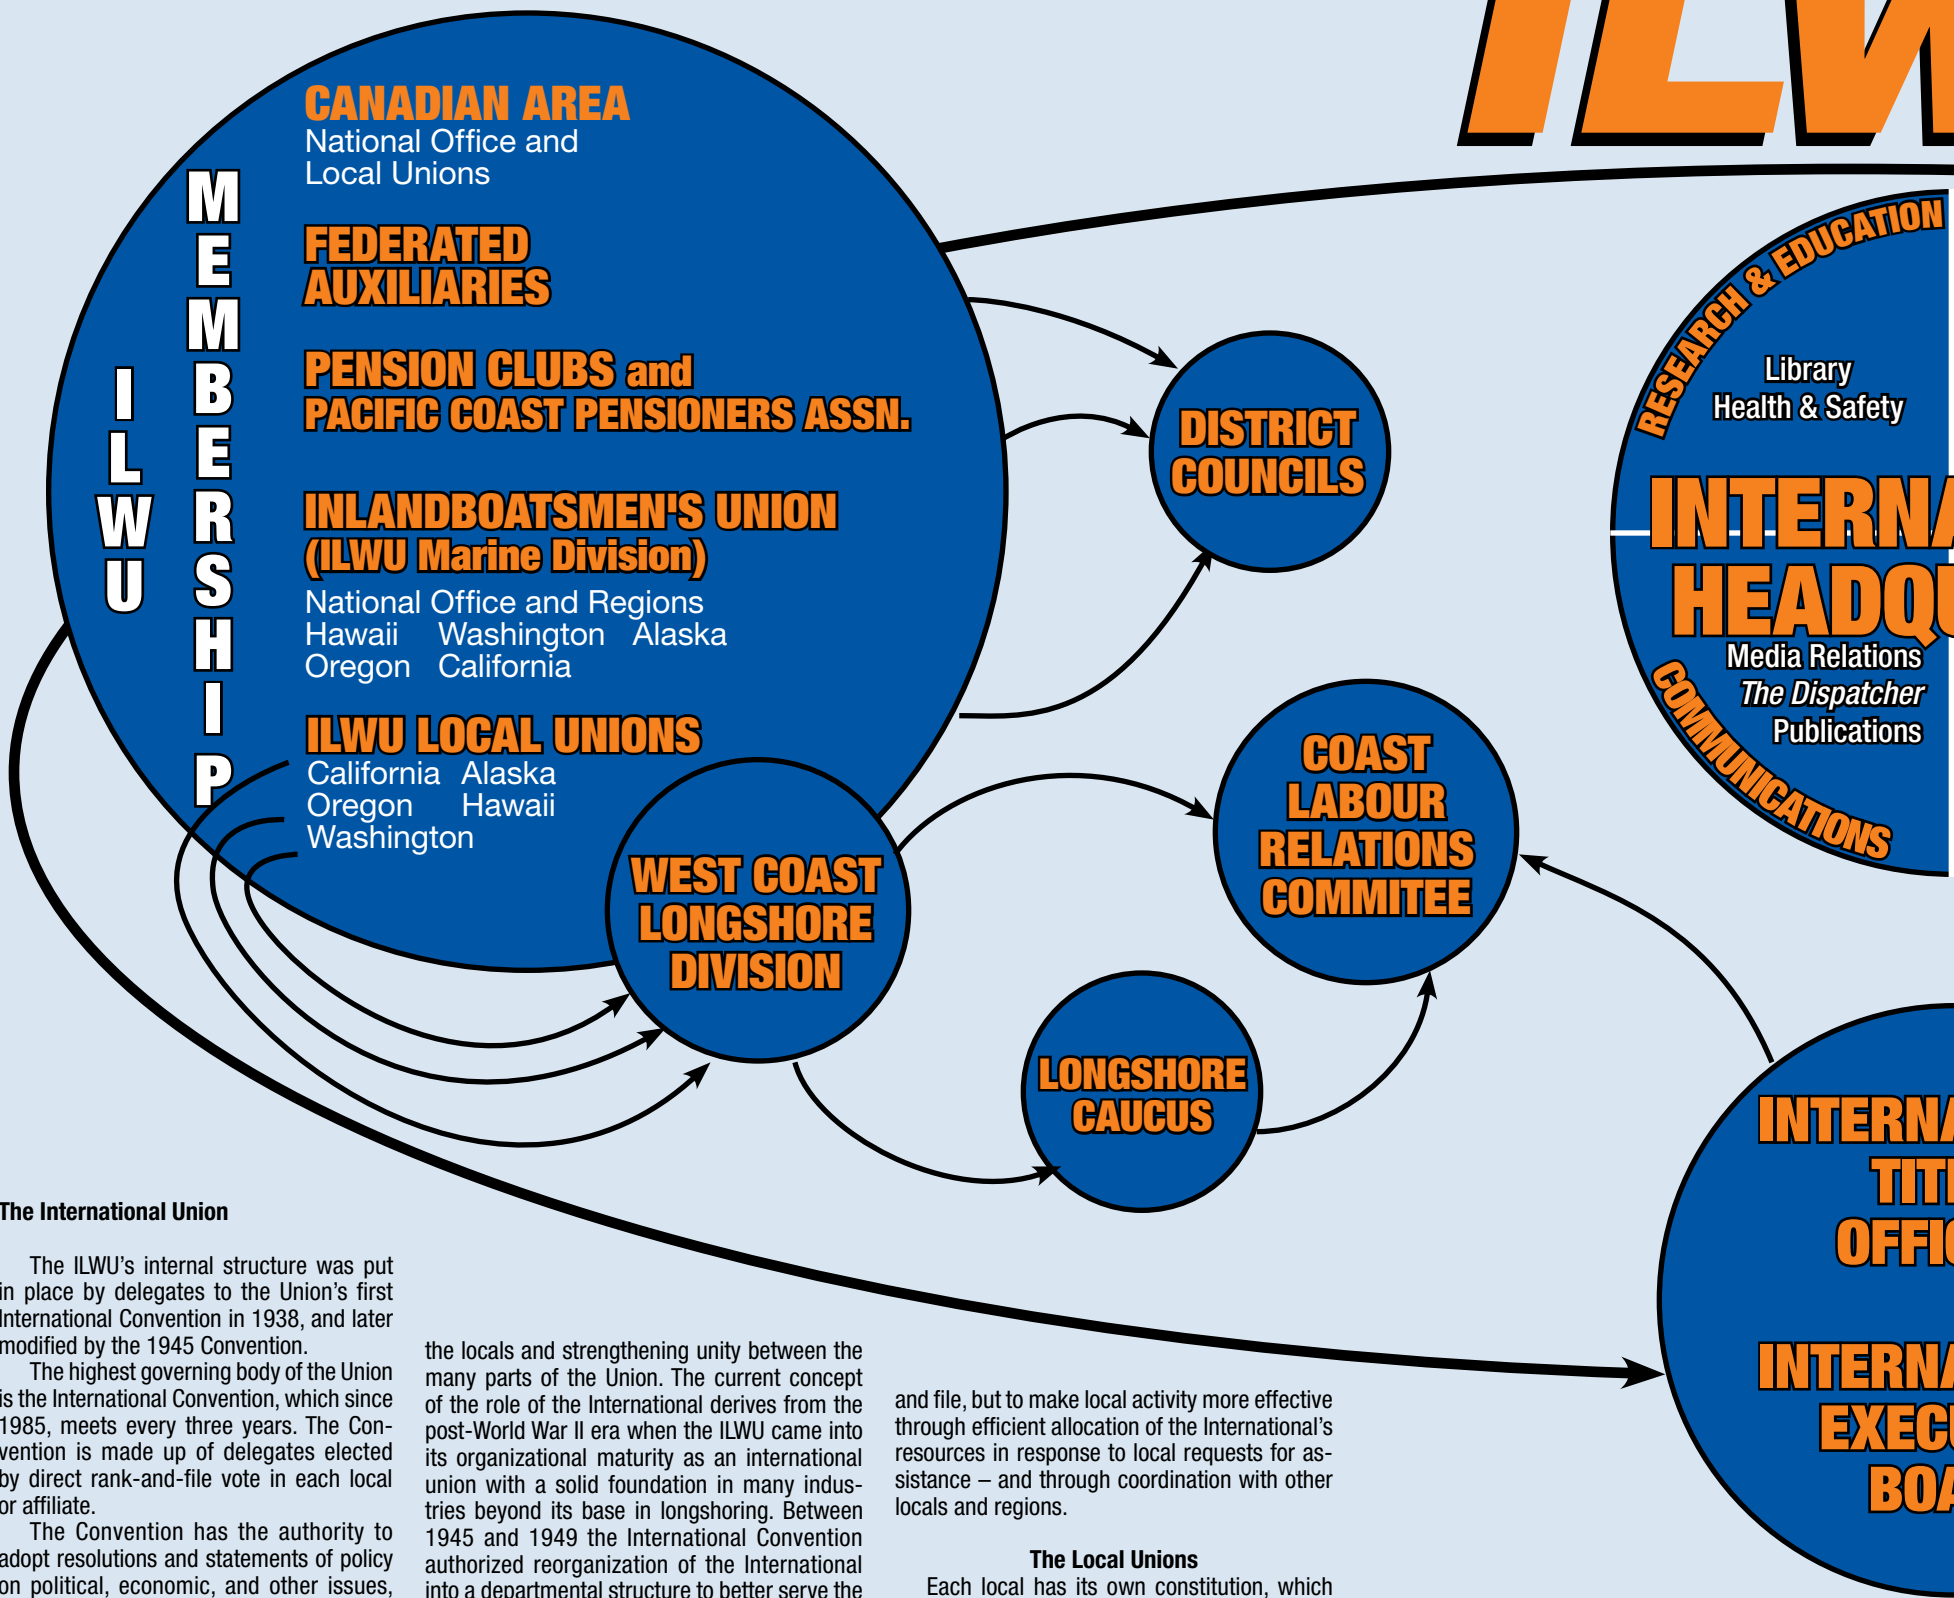 ILW
CANADIAN AREA
National Office and
Local Unions
FEDERATED
AUXILIARIES
PENSION CLUBS and
PACIFIC COAST PENSIONERS ASSN.
INLANDBOATSMEN'S UNION
(ILWU Marine Division)
National Office and Regions
Hawaii Washington Alaska
Oregon California
ILWU LOCAL UNIONS
California Alaska
Oregon Hawaii
Washington
ILWU
MEMBERSHIP
WEST COAST
LONGSHORE
DIVISION
DISTRICT
COUNCILS
COAST
LABOUR
RELATIONS
COMMITEE
LONGSHORE
CAUCUS
RESEARCH & EDUCATION
Library
Health & Safety
INTERNA
HEADQU
Media Relations
The Dispatcher
Publications
COMMUNICATIONS
INTERNA
TIT
OFFIC
INTERNA
EXECU
BOA
The International Union
The ILWU’s internal structure was put
in place by delegates to the Union’s first
International Convention in 1938, and later
modified by the 1945 Convention.
The highest governing body of the Union
is the International Convention, which since
1985, meets every three years. The Con-
vention is made up of delegates elected
by direct rank-and-file vote in each local
or affiliate.
The Convention has the authority to
adopt resolutions and statements of policy
on political, economic, and other issues,
the locals and strengthening unity between the
many parts of the Union. The current concept
of the role of the International derives from the
post-World War II era when the ILWU came into
its organizational maturity as an international
union with a solid foundation in many indus-
tries beyond its base in longshoring. Between
1945 and 1949 the International Convention
authorized reorganization of the International
into a departmental structure to better serve the
and file, but to make local activity more effective
through efficient allocation of the International’s
resources in response to local requests for as-
sistance – and through coordination with other
locals and regions.
The Local Unions
Each local has its own constitution, which